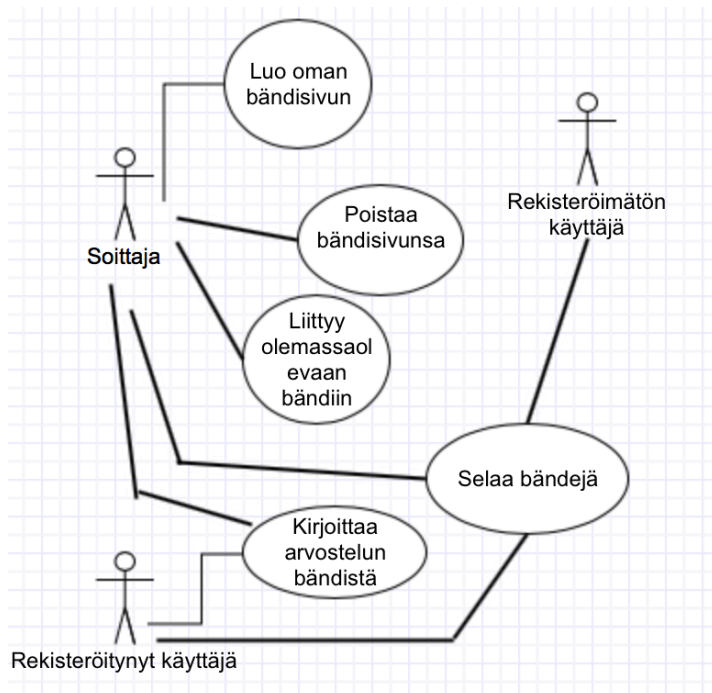 Luo oman
bändisivun
Rekisteröimätön
käyttäjä
Poistaa
bändisivunsa
Soittaja
Liittyy
olemassaol
evaan
bändiin
Selaa bändejä
Kirjoittaa
arvostelun
bändistä
Rekisteröitynyt käyttäjä